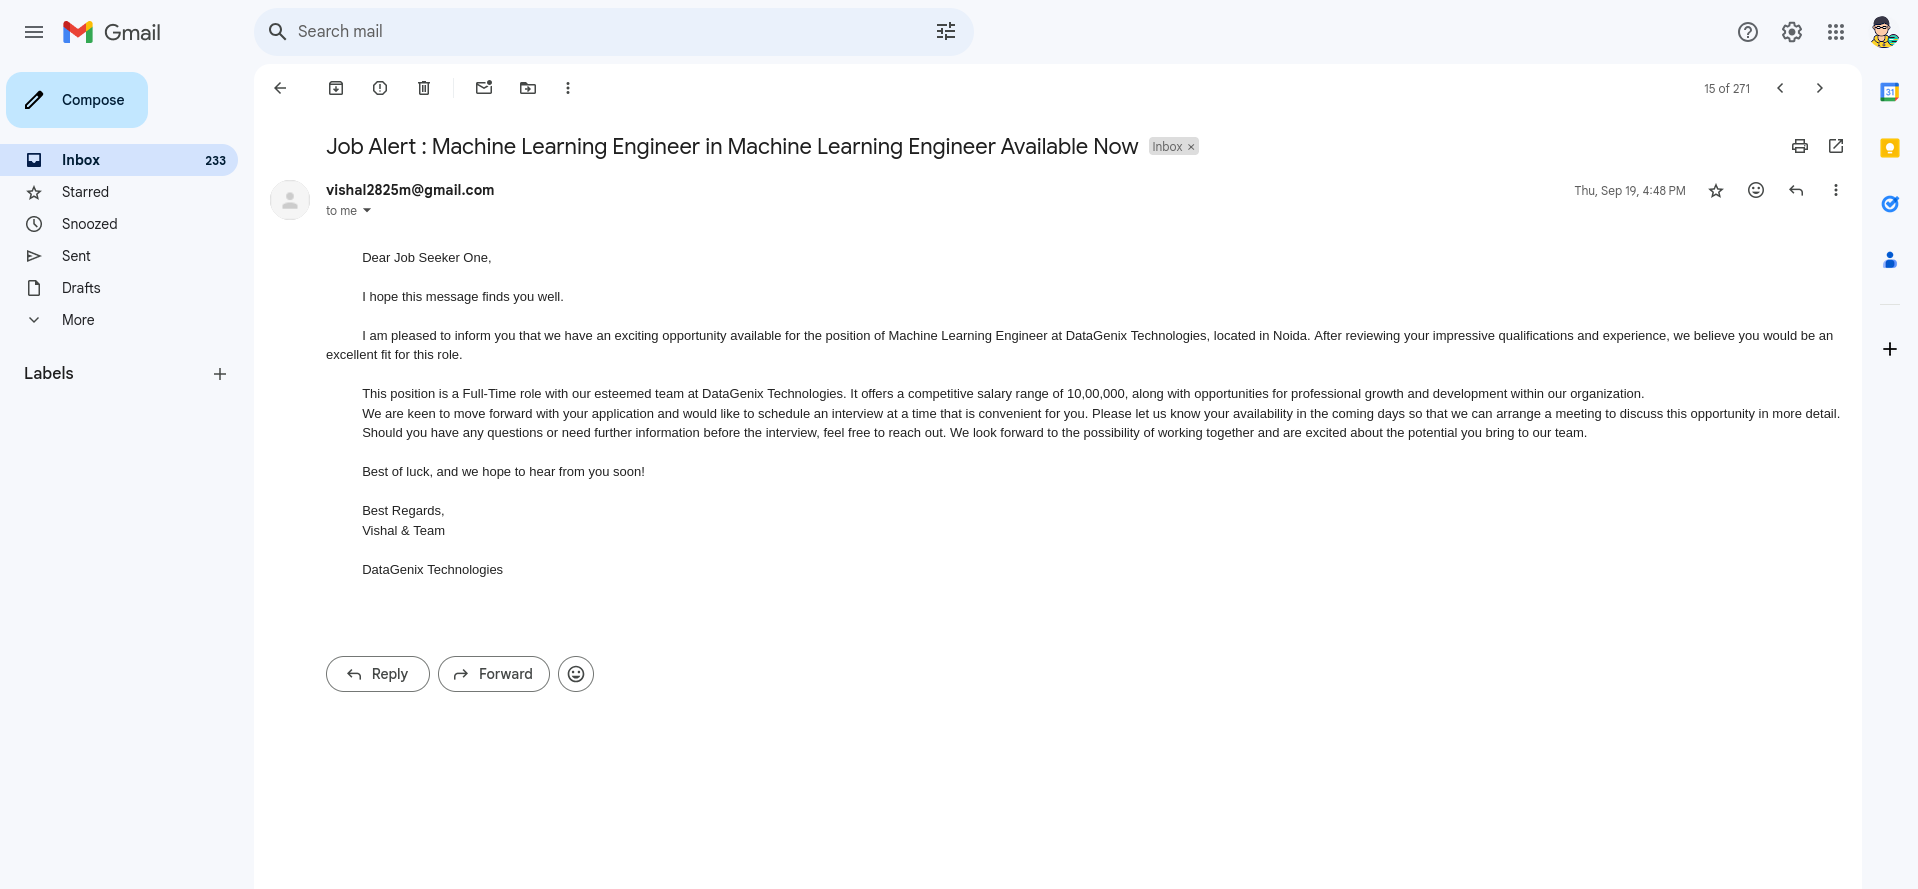 Gmail
Search mail
Compose
15 of 271
Inbox 233
Starred
Snoozed
Sent
Drafts
More
Labels
Job Alert : Machine Learning Engineer in Machine Learning Engineer Available Now Inbox ×
vishal2825m@gmail.com
Thu, Sep 19, 4:48 PM
to me
Dear Job Seeker One,
I hope this message finds you well.
I am pleased to inform you that we have an exciting opportunity available for the position of Machine Learning Engineer at DataGenix Technologies, located in Noida. After reviewing your impressive qualifications and experience, we believe you would be an
excellent fit for this role.
This position is a Full-Time role with our esteemed team at DataGenix Technologies. It offers a competitive salary range of 10,00,000, along with opportunities for professional growth and development within our organization.
We are keen to move forward with your application and would like to schedule an interview at a time that is convenient for you. Please let us know your availability in the coming days so that we can arrange a meeting to discuss this opportunity in more detail.
Should you have any questions or need further information before the interview, feel free to reach out. We look forward to the possibility of working together and are excited about the potential you bring to our team.
Best of luck, and we hope to hear from you soon!
Best Regards,
Vishal & Team
DataGenix Technologies
Reply
Forward
31